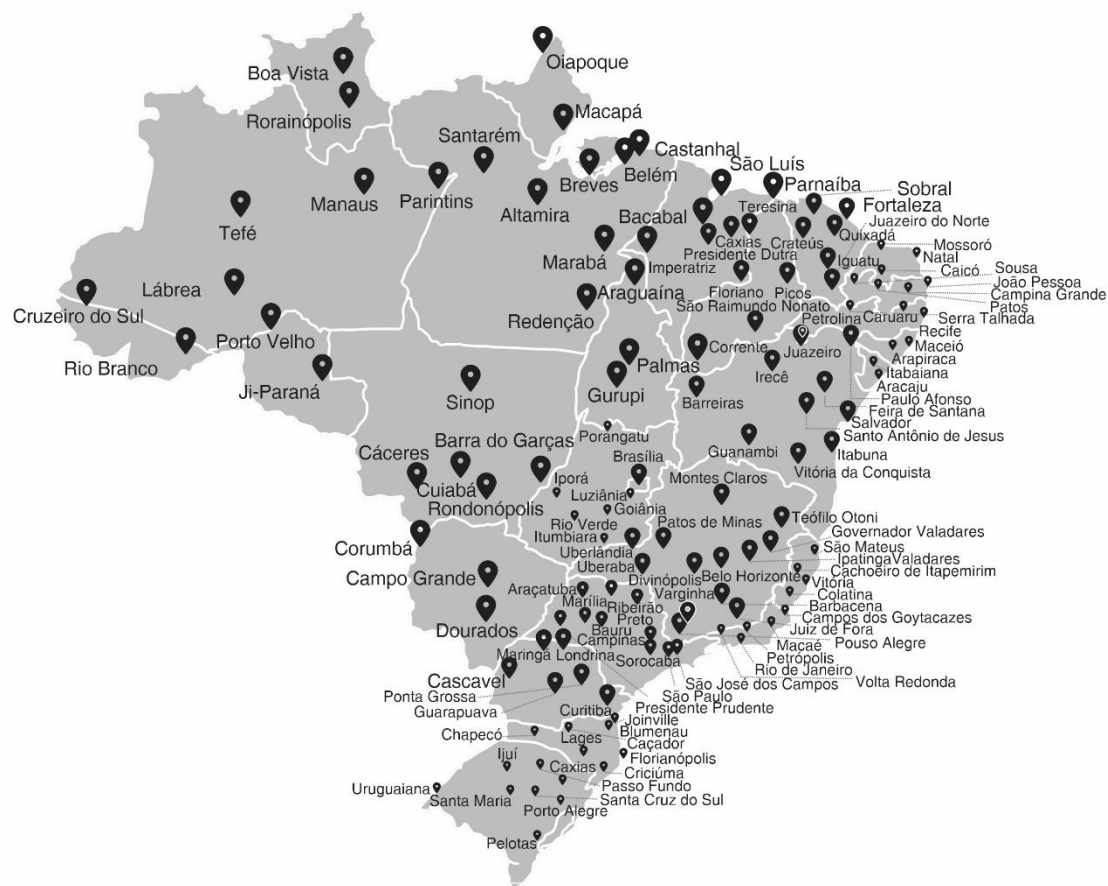 Oiapoque
Boa Vista
Rorainópolis
Macapá
Santarém
Castanhal
São Luís
Belém
Breves
Parnaíba
Sobral
Manaus
Parintins
Altamira
Bacabal
Teresina
Fortaleza
Tefé
Juazeiro do Norte
Caxias
Crateús
Quixadá
Marabá
Presidente Dutra
Iguatu
Mossoró
Natal
Imperatriz
Caicó
Sousa
Lábrea
Araguaína
Floriano
Picos
João Pessoa
Campina Grande
Cruzeiro do Sul
Redenção
São Raimundo Nonato
Patos
Porto Velho
Petrolina
Caruaru
Serra Talhada
Recife
Rio Branco
Palmas
Corrente
Juazeiro
Maceió
Arapiraca
Ji-Paraná
Sinop
Gurupi
Irecê
Itabaiana
Aracaju
Barreiras
Paulo Afonso
Feira de Santana
Salvador
Porangatu
Santo Antônio de Jesus
Barra do Garças
Guanambi
Cáceres
Brasília
Itabuna
Iporá
Montes Claros
Vitória da Conquista
Cuiabá
Luziânia
Rondonópolis
Goiânia
Rio Verde
Patos de Minas
Teófilo Otoni
Itumbiara
Governador Valadares
Corumbá
Uberlândia
São Mateus
Uberaba
IpatingaValadares
Campo Grande
Divinópolis
Belo Horizonte
Cachoeiro de Itapemirim
Araçatuba
Varginha
Vitória
Colatina
Marília
Ribeirão
Preto
Barbacena
Dourados
Bauru
Campos dos Goytacazes
Campinas
Juiz de Fora
Pouso Alegre
Maringá
Londrina
Sorocaba
Macaé
Petrópolis
Rio de Janeiro
Cascavel
São José dos Campos
Volta Redonda
Ponta Grossa
São Paulo
Guarapuava
Curitiba
Presidente Prudente
Joinville
Chapecó
Blumenau
Lages
Caçador
Ijuí
Florianópolis
Caxias
Criciúma
Uruguaiana
Passo Fundo
Santa Maria
Santa Cruz do Sul
Porto Alegre
Pelotas